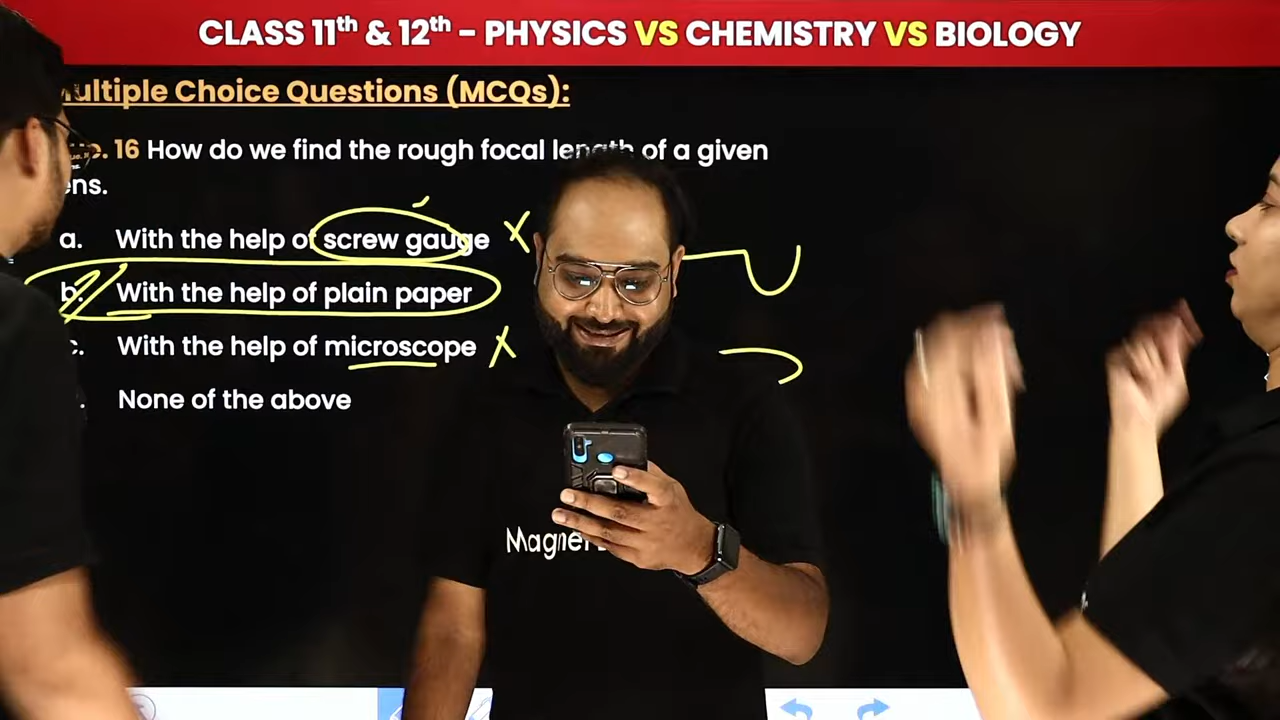 CLASS 11th & 12th – PHYSICS VS CHEMISTRY VS BIOLOGY
ultiple Choice Questions (MCQs):
16 How do we find the rough focal length of a given
ens.
a. With the help of screw gauge
b. With the help of plain paper
c. With the help of microscope
. None of the above